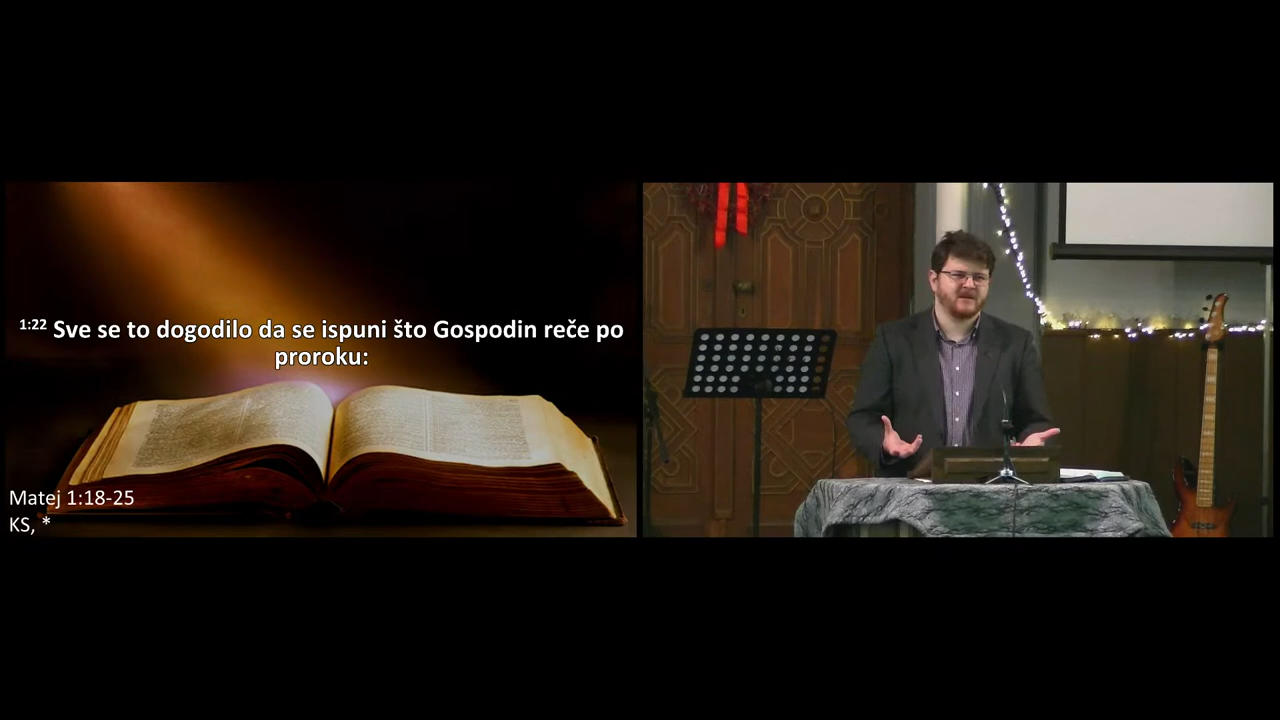 1:22 Sve se to dogodilo da se ispuni što Gospodin reče po
proroku:
Matej 1:18-25
KS, *